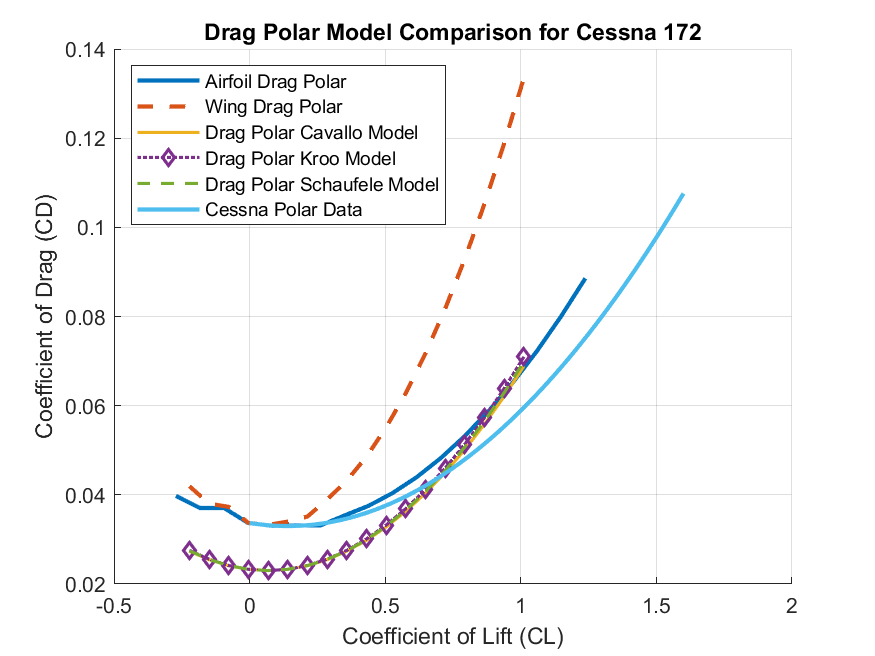 Drag Polar Model Comparison for Cessna 172
0.14
0.12
0.1
0.08
0.06
0.04
0.02
Coefficient of Drag (CD)
Airfoil Drag Polar
Wing Drag Polar
Drag Polar Cavallo Model
Drag Polar Kroo Model
Drag Polar Schaufele Model
Cessna Polar Data
-0.5
0
0.5
1
1.5
2
Coefficient of Lift (CL)